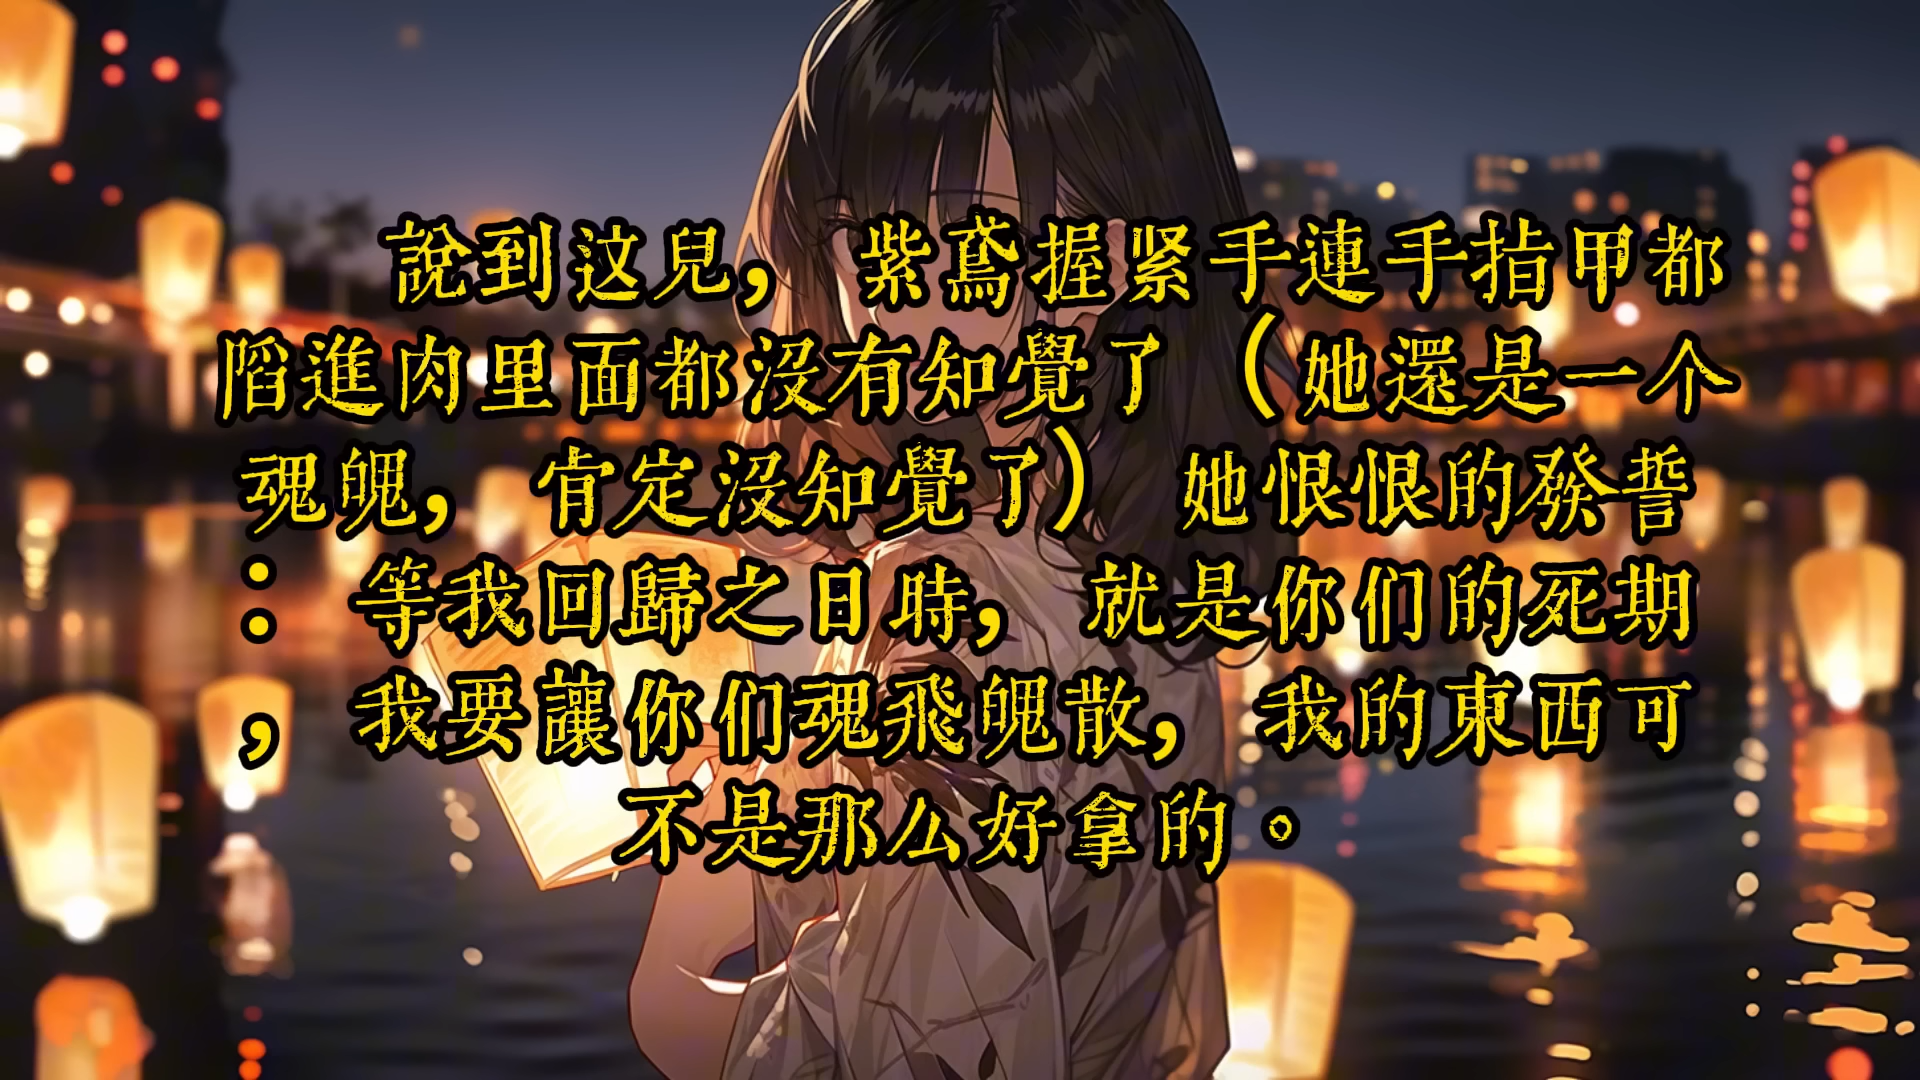 說到这兒，紫鳶握紧手連手指甲都
陷進肉里面都没有知覺了（她還是一个
魂魄，肯定没知覺了）她恨恨的發誓
：等我回歸之日時，就是你们的死期
，我要讓你们魂飛魄散，我的東西可
不是那么好拿的。